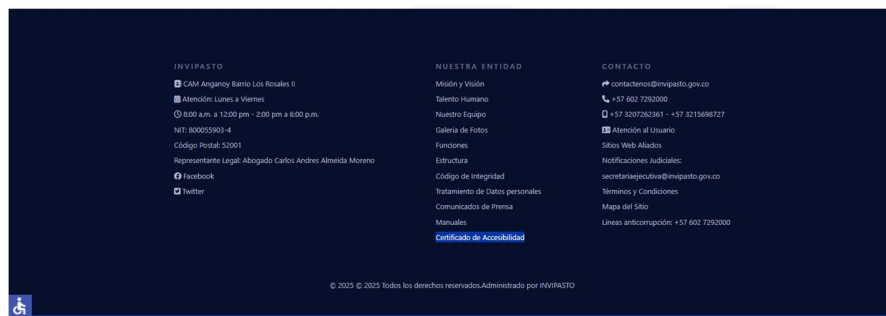 INVIPASTO
CAM Anganoy Barrio Los Rosales II
Atención: Lunes a Viernes
8:00 a.m. a 12:00 pm - 2:00 pm a 6:00 p.m.
NIT: 800055903-4
Código Postal: 52001
Representante Legal: Abogado Carlos Andres Almeida Moreno
Facebook
Twitter
NUESTRA ENTIDAD
Misión y Visión
Talento Humano
Nuestro Equipo
Galeria de Fotos
Funciones
Estructura
Código de Integridad
Tratamiento de Datos personales
Comunicados de Prensa
Manuales
Certificado de Accesibilidad
CONTACTO
contactenos@invipasto.gov.co
+57 602 7292000
+57 3207262361 - +57 3215698727
Atención al Usuario
Sitios Web Aliados
Notificaciones Judiciales:
secretariaejecutiva@invipasto.gov.co
Términos y Condiciones
Mapa del Sitio
Lineas anticorrupción: +57 602 7292000
© 2025 © 2025 Todos los derechos reservados.Administrado por INVIPASTO